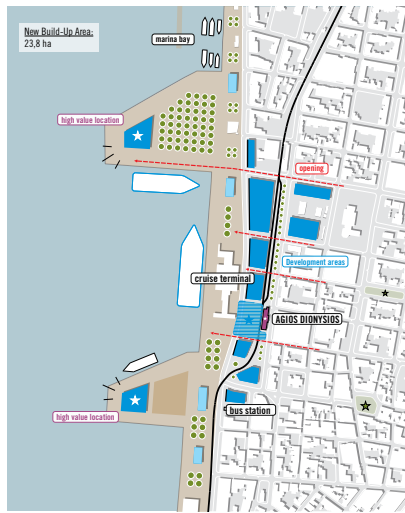 New Build-Up Area:
23,8 ha
marina bay
high value location
opening
Development areas
cruise terminal
AGIOS DIONYSIOS
high value location
bus station